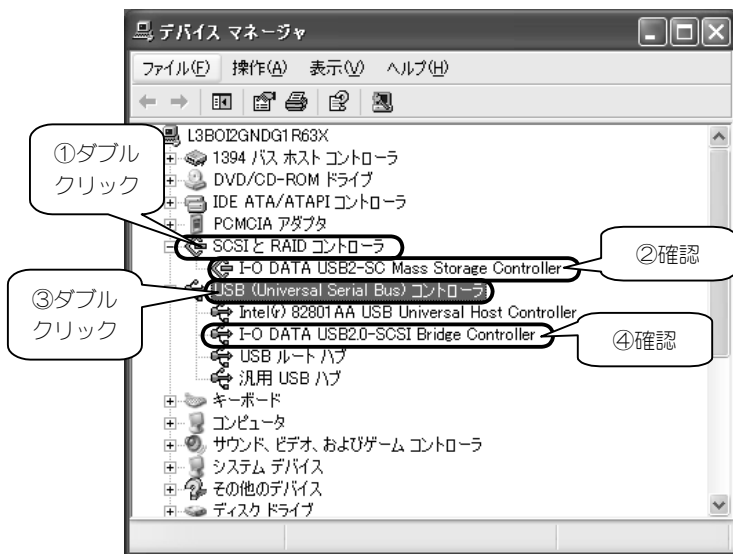 デバイス マネージャ
ファイル(F) 操作(A) 表示(V) ヘルプ(H)
L3BOI2GNDG1R63X
1394 バス ホスト コントローラ
DVD/CD-ROM ドライブ
IDE ATA/ATAPI コントローラ
PCMCIA アダプタ
①ダブル
クリック
SCSI と RAID コントローラ
I-O DATA USB2-SC Mass Storage Controller
②確認
USB (Universal Serial Bus) コントローラ
③ダブル
クリック
Intel(r) 82801AA USB Universal Host Controller
I-O DATA USB2.0-SCSI Bridge Controller
④確認
USB ルート ハブ
汎用 USB ハブ
キーボード
コンピュータ
サウンド、ビデオ、およびゲーム コントローラ
システム デバイス
その他のデバイス
ディスク ドライブ